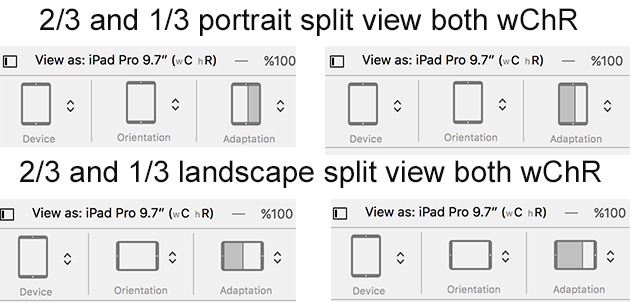 2/3 and 1/3 portrait split view both wChR
View as: iPad Pro 9.7” (wC hR) — %100
View as: iPad Pro 9.7” (wC hR) — %100
Device Orientation Adaptation
Device Orientation Adaptation
2/3 and 1/3 landscape split view both wChR
View as: iPad Pro 9.7” (wC hR) — %100
View as: iPad Pro 9.7” (wC hR) — %100
Device Orientation Adaptation
Device Orientation Adaptation